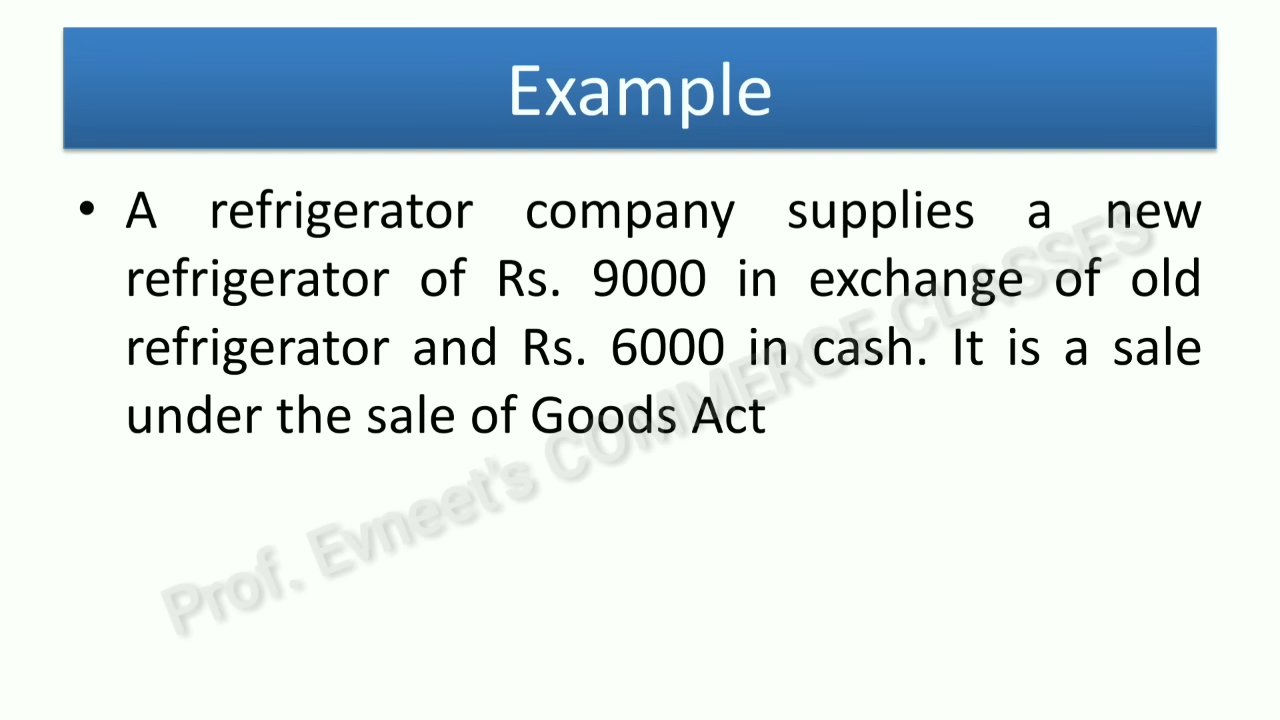 Example
• A refrigerator company supplies a new
refrigerator of Rs. 9000 in exchange of old
refrigerator and Rs. 6000 in cash. It is a sale
under the sale of Goods Act
Prof. Evneet's COMMERCE CLASSES